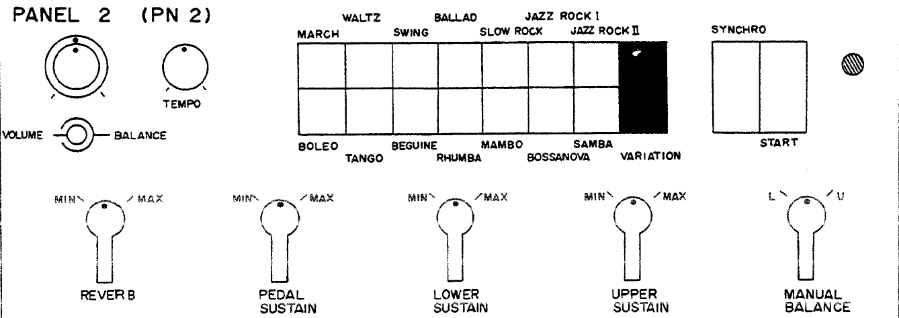 PANEL 2 (PN 2)
WALTZ BALLAD JAZZ ROCK I
MARCH SWING SLOW ROCK JAZZ ROCK II SYNCHRO
TEMPO
VOLUME BALANCE
BOLEO BEGUINE MAMBO SAMBA START
TANGO RHUMBA BOSSANOVA VARIATION
MIN MAX MIN MAX MIN MAX MIN MAX L U
REVERB PEDAL SUSTAIN LOWER SUSTAIN UPPER SUSTAIN MANUAL BALANCE